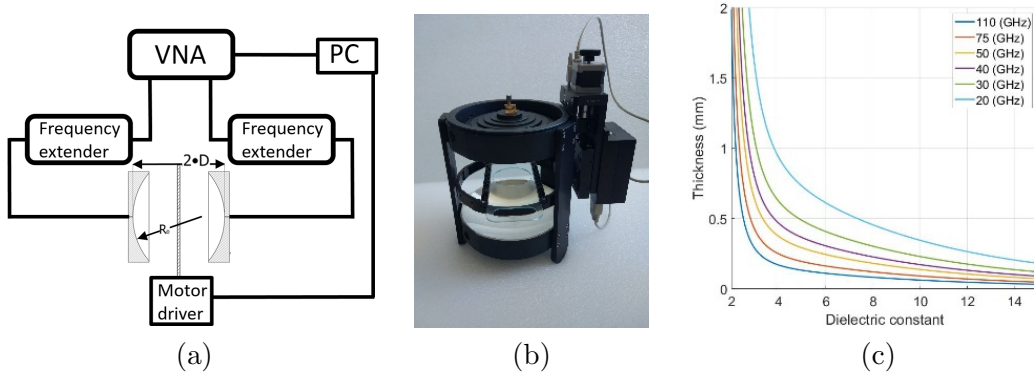 VNA
PC
Frequency
extender
Frequency
extender
2•D
R₀
Motor
driver
(a)
(b)
2
1.5
1
0.5
0
Thickness (mm)
110 (GHz)
75 (GHz)
50 (GHz)
40 (GHz)
30 (GHz)
20 (GHz)
2 4 6 8 10 12 14
Dielectric constant
(c)